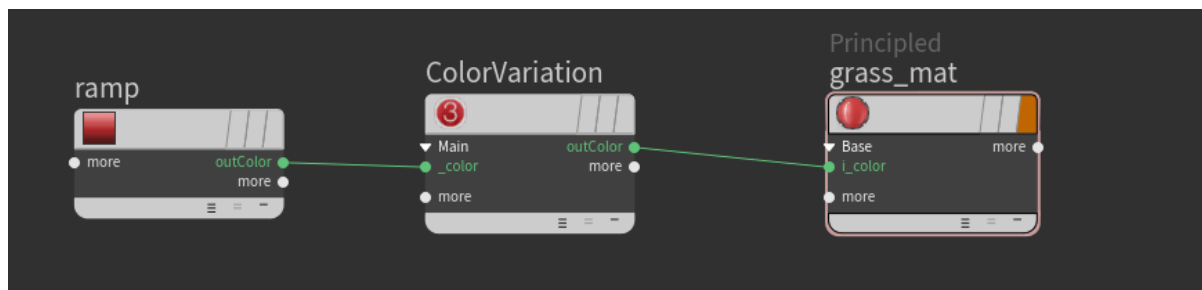 ramp
more
outColor
more
ColorVariation
3
Main
outColor
_color
more
more
Principled
grass_mat
Base
more
i_color
more